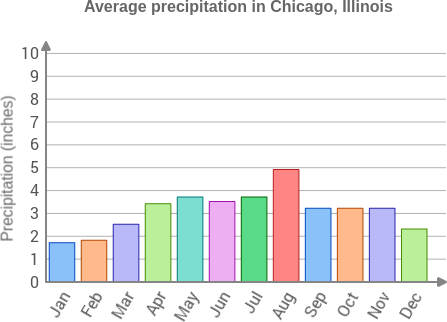 Average precipitation in Chicago, Illinois
Precipitation (inches)
10
9
8
7
6
5
4
3
2
1
0
Jan
Feb
Mar
Apr
May
Jun
Jul
Aug
Sep
Oct
Nov
Dec